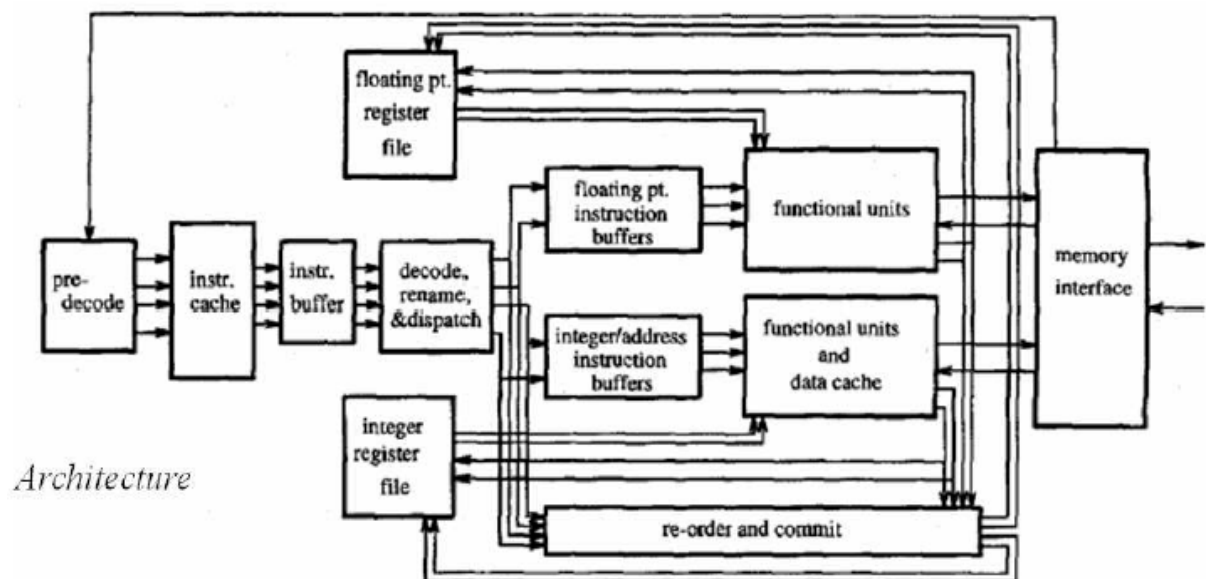 floating pt.
register
file
floating pt.
instruction
buffers
functional units
pre-
decode
instr.
cache
instr.
buffer
decode,
rename,
&dispatch
memory
interface
integer/address
instruction
buffers
functional units
and
data cache
integer
register
file
Architecture
re-order and commit